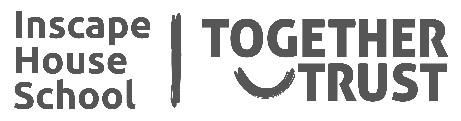 Inscape
House
School
TOGETHER
TRUST